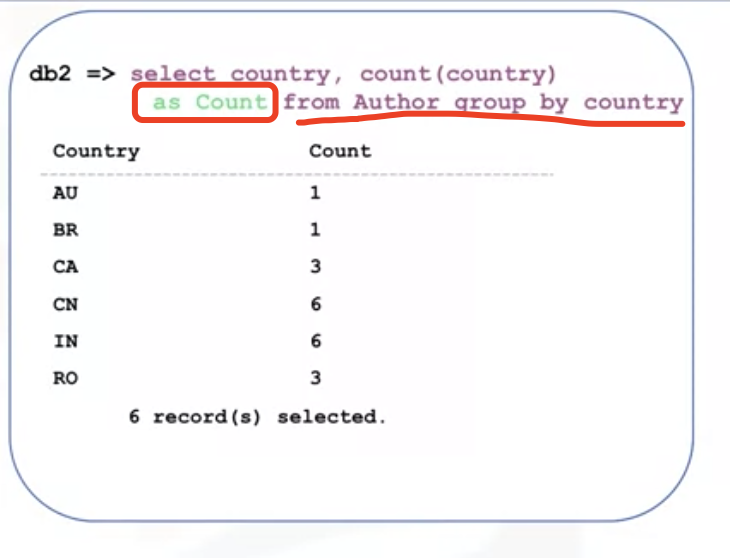 db2 => select country, count(country)
as Count from Author group by country
Country Count
AU 1
BR 1
CA 3
CN 6
IN 6
RO 3
6 record(s) selected.